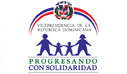 VICEPRESIDENCIA DE LA
REPÚBLICA DOMINICANA
PROGRESANDO
CON SOLIDARIDAD